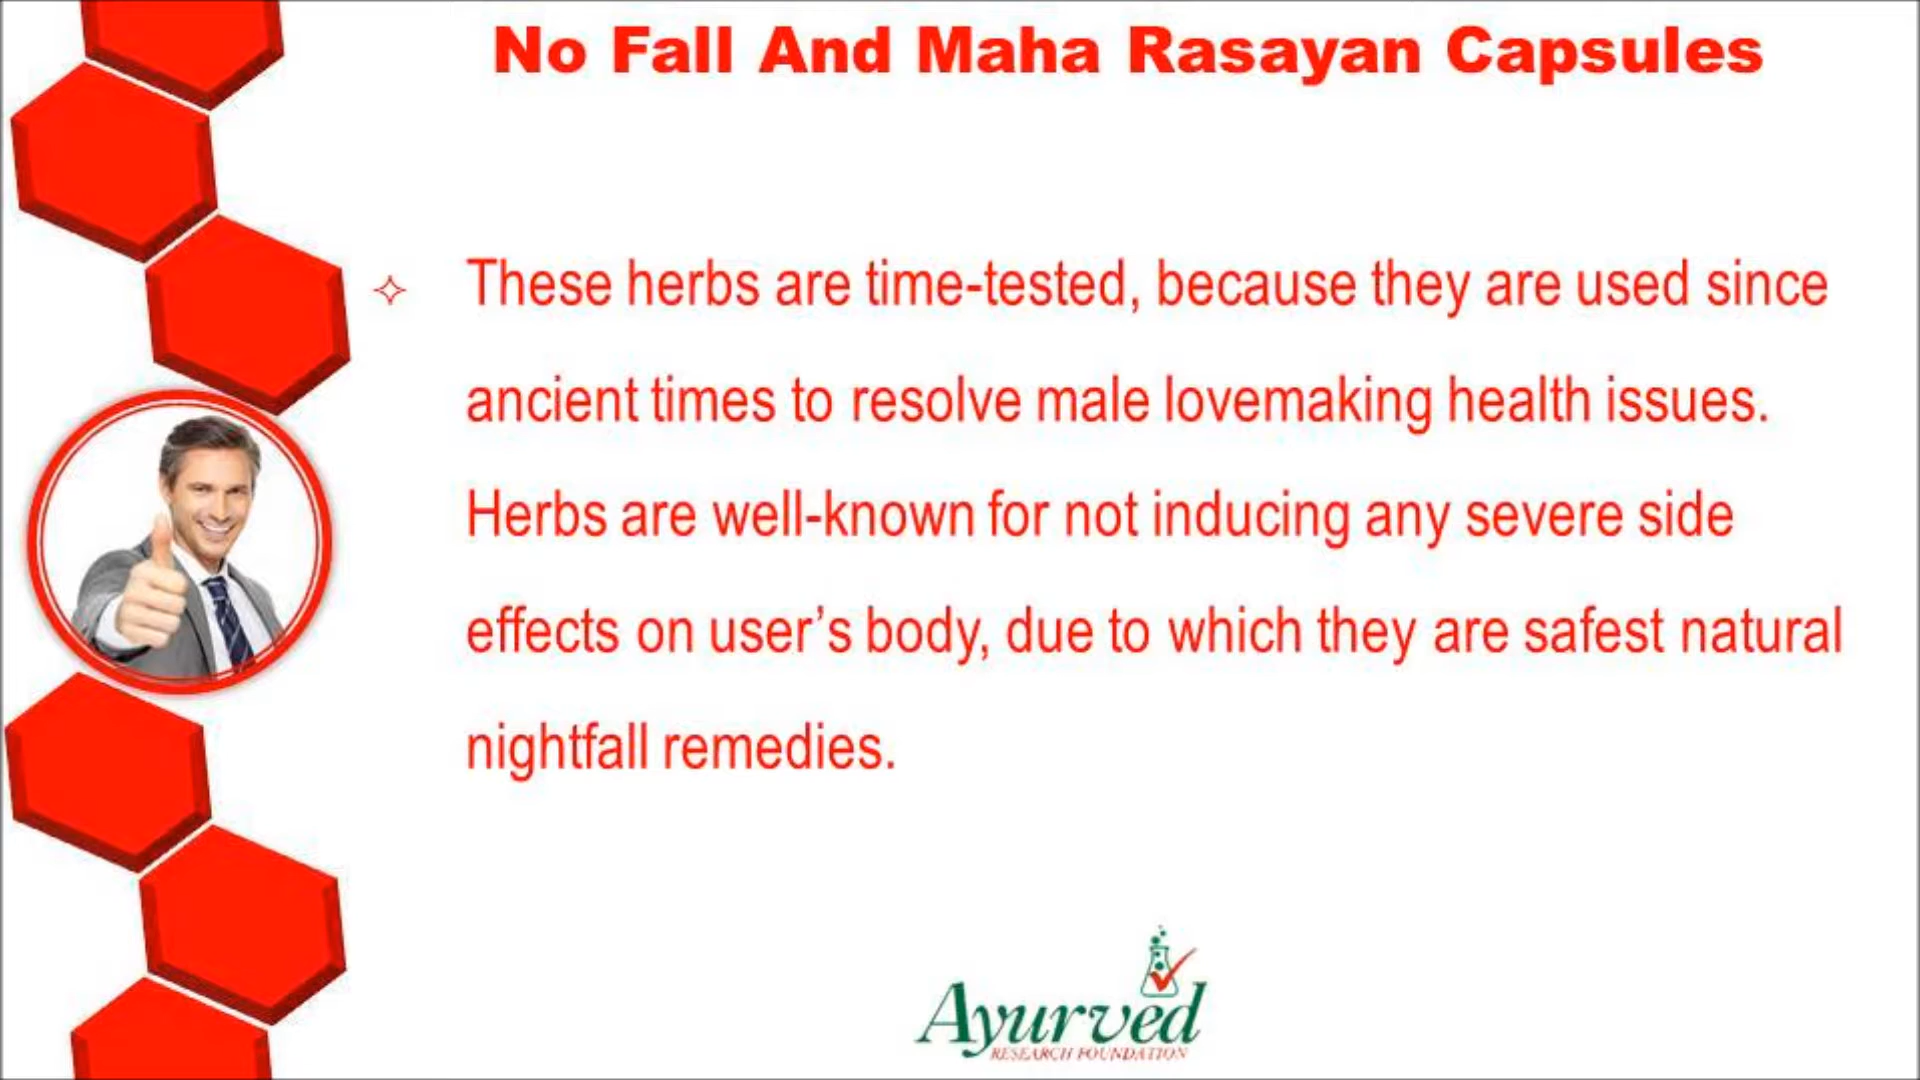 No Fall And Maha Rasayan Capsules
These herbs are time-tested, because they are used since
ancient times to resolve male lovemaking health issues.
Herbs are well-known for not inducing any severe side
effects on user’s body, due to which they are safest natural
nightfall remedies.
Ayurved
RESEARCH FOUNDATION